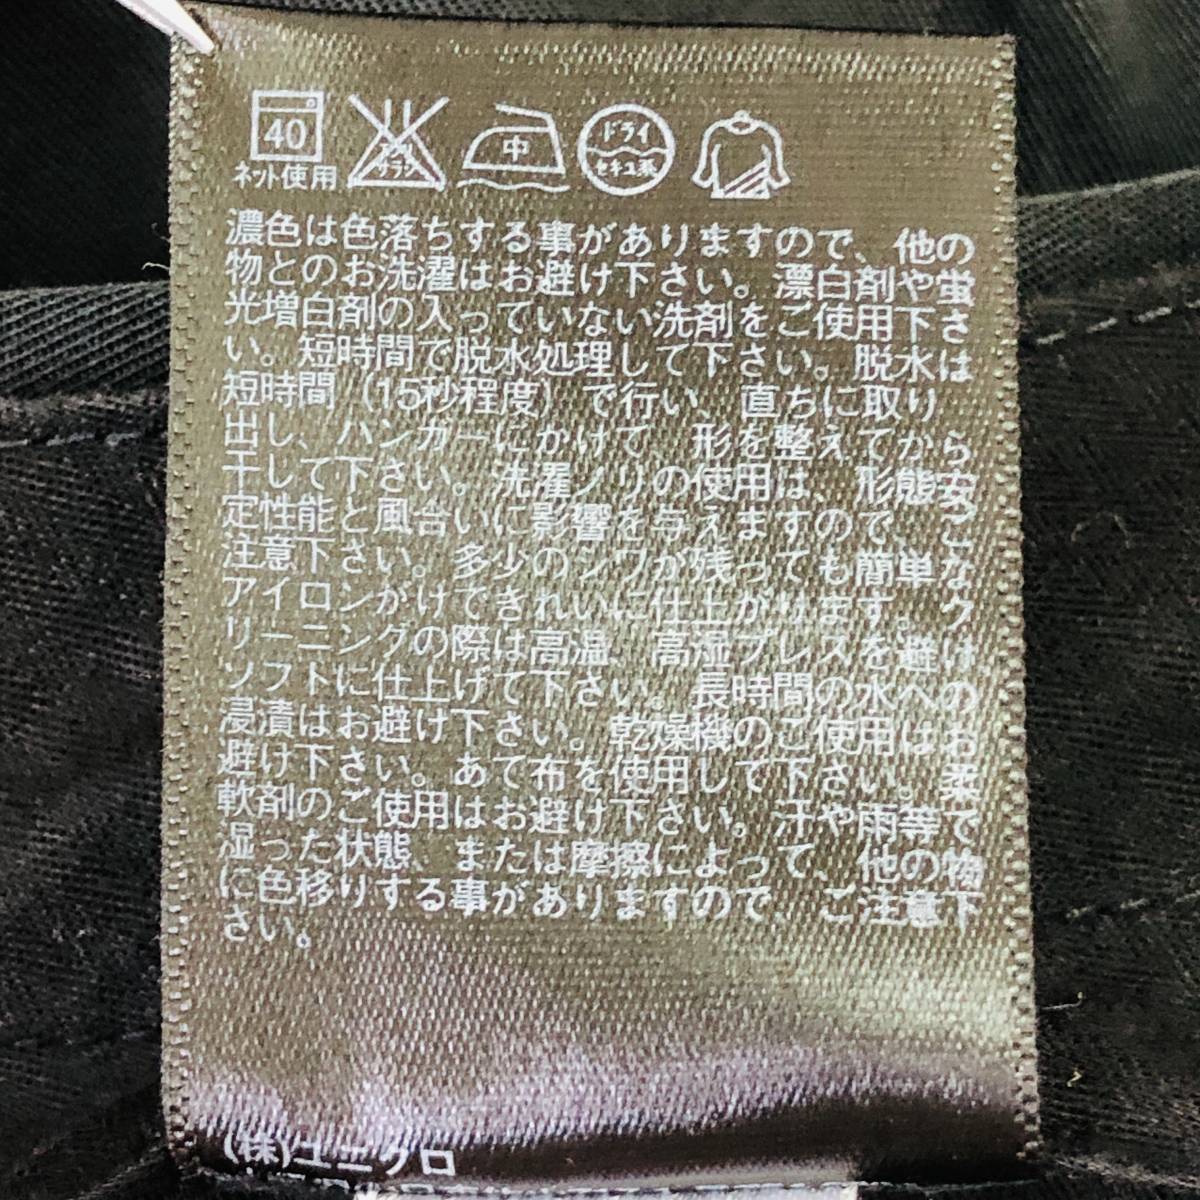 40
ネット使用
エンソ
サラシ
中
ドライ
セキユ系
濃色は色落ちする事がありますので、他の
物とのお洗濯はお避け下さい。漂白剤や蛍
光増白剤の入っていない洗剤をご使用下さ
い。短時間で脱水処理して下さい。脱水は
短時間（15秒程度）で行い、直ちに取り
出し、ハンガーにかけて 形を整えてから
干して下さい。洗濯ノリの使用は、形態安
定性能と風合いに影響を与えますのでご
注意下さい。多少のシワが残っても簡単な
アイロンがけできれいに仕上がります。ク
リーニングの際は高温、高湿プレスを避け
ソフトに仕上げて下さい。長時間の水への
浸漬はお避け下さい。乾燥機のご使用はお
避け下さい。あて布を使用して下さい。柔
軟剤のご使用はお避け下さい。汗や雨等で
湿った状態、または摩擦によって、他の物
に色移りする事がありますので、ご注意下
さい。
(株)ユニクロ